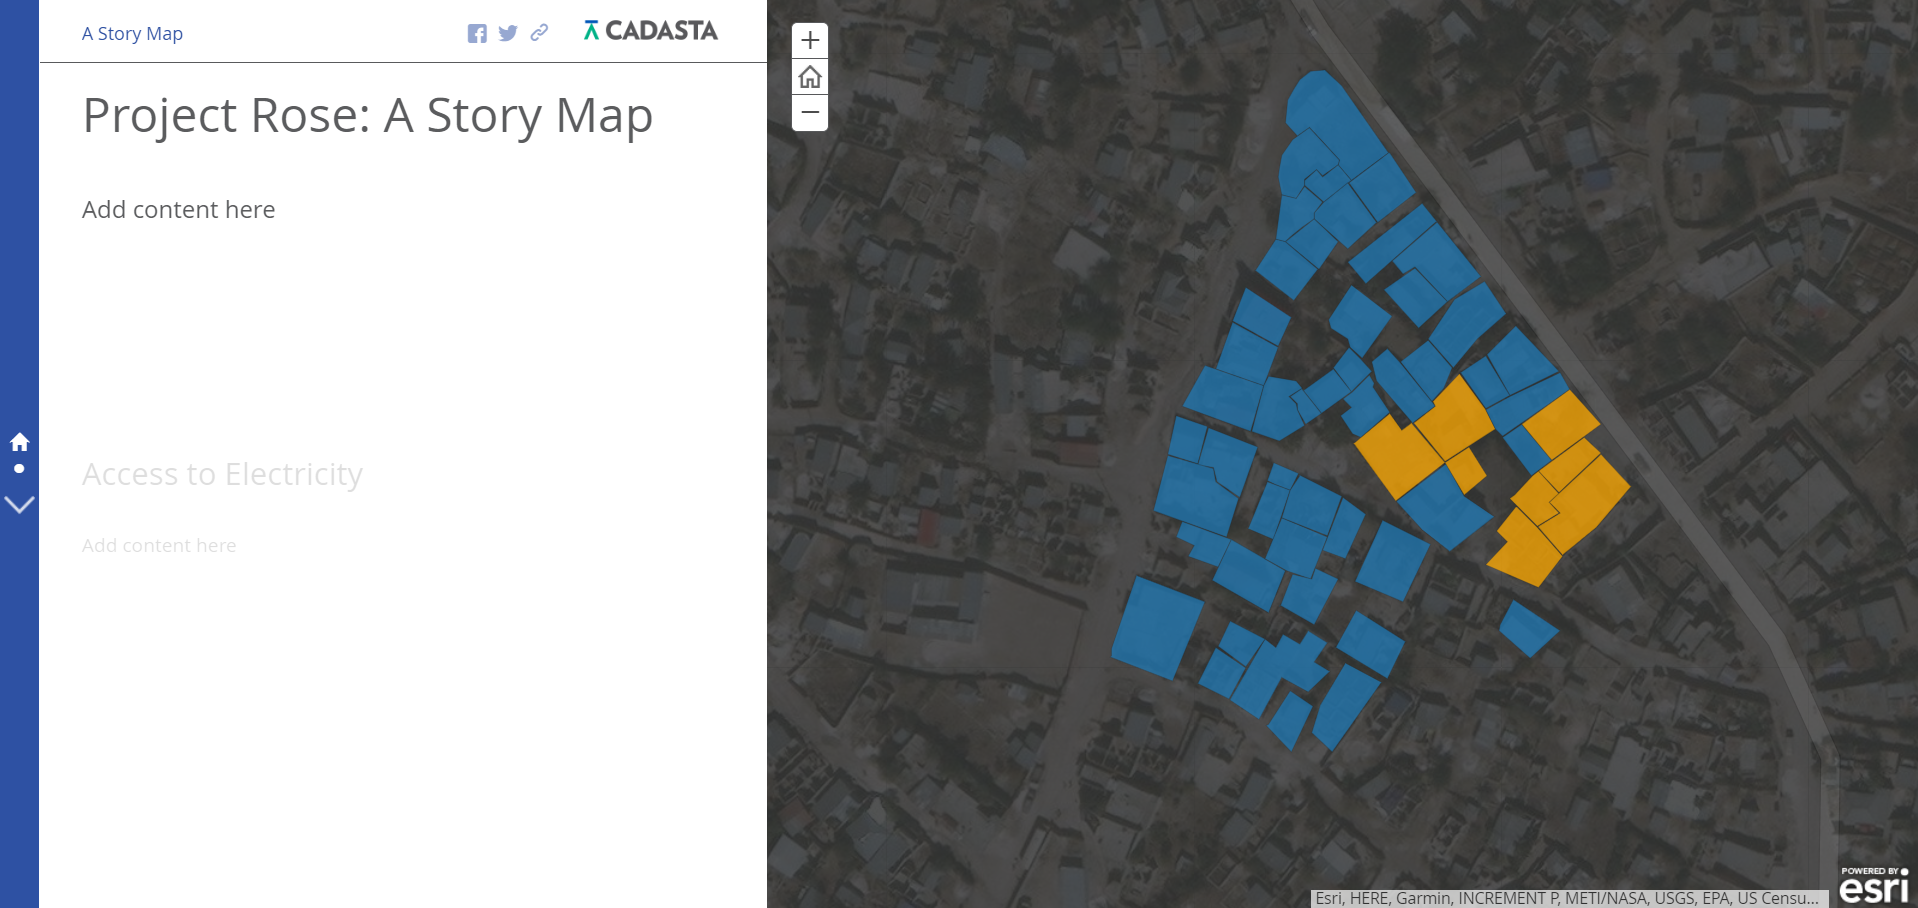 A Story Map
CADASTA
Project Rose: A Story Map
Add content here
Access to Electricity
Add content here
+
−
Esri, HERE, Garmin, INCREMENT P, METI/NASA, USGS, EPA, US Censu...
POWERED BY
esri